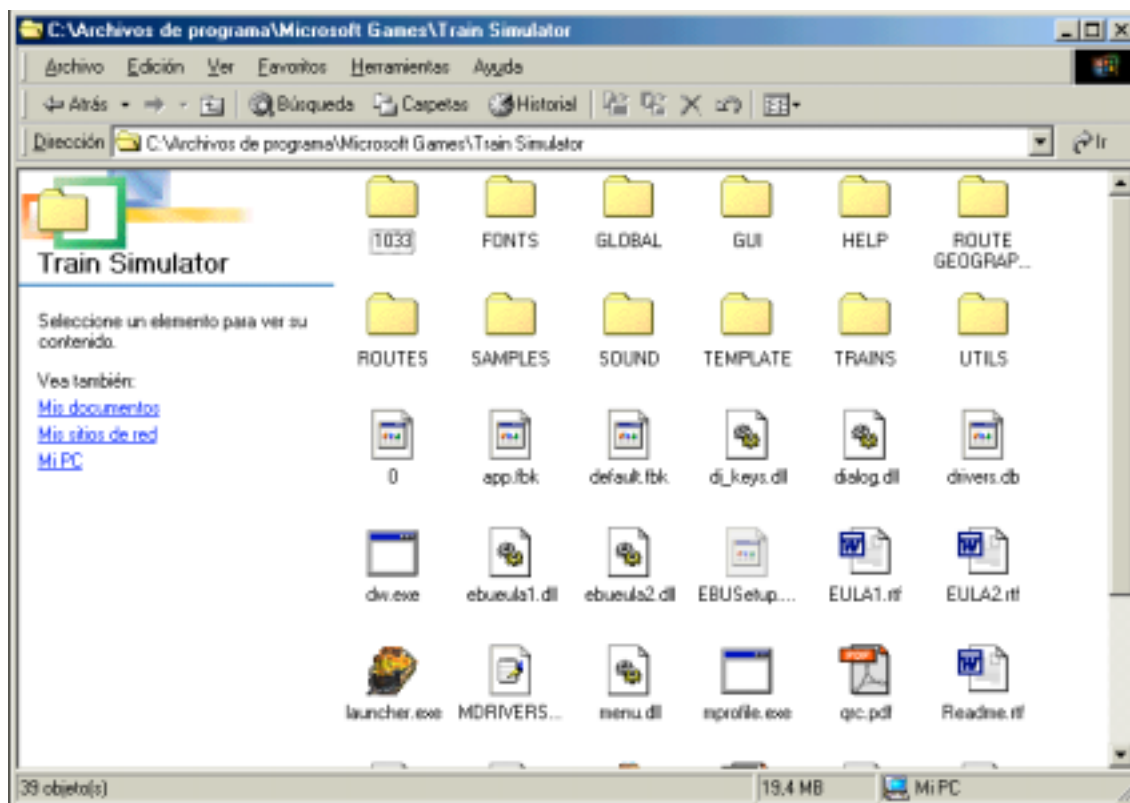 C:\Archivos de programa\Microsoft Games\Train Simulator
Archivo Edición Ver Favoritos Herramientas Ayuda
Atrás Búsqueda Carpetas Historial
Dirección C:\Archivos de programa\Microsoft Games\Train Simulator Ir
Train Simulator
Seleccione un elemento para ver su
contenido.
Vea también:
Mis documentos
Mis sitios de red
Mi PC
1033 FONTS GLOBAL GUI HELP ROUTE
GEOGRAP...
ROUTES SAMPLES SOUND TEMPLATE TRAINS UTILS
0 app.fbk default.fbk di_keys.dll dialog.dll drivers.db
dw.exe ebueula1.dll ebueula2.dll EBUSetup.... EULA1.rtf EULA2.rtf
launcher.exe MDRIVERS... menu.dll mprofile.exe qrc.pdf Readme.rtf
39 objeto(s) 19,4 MB Mi PC